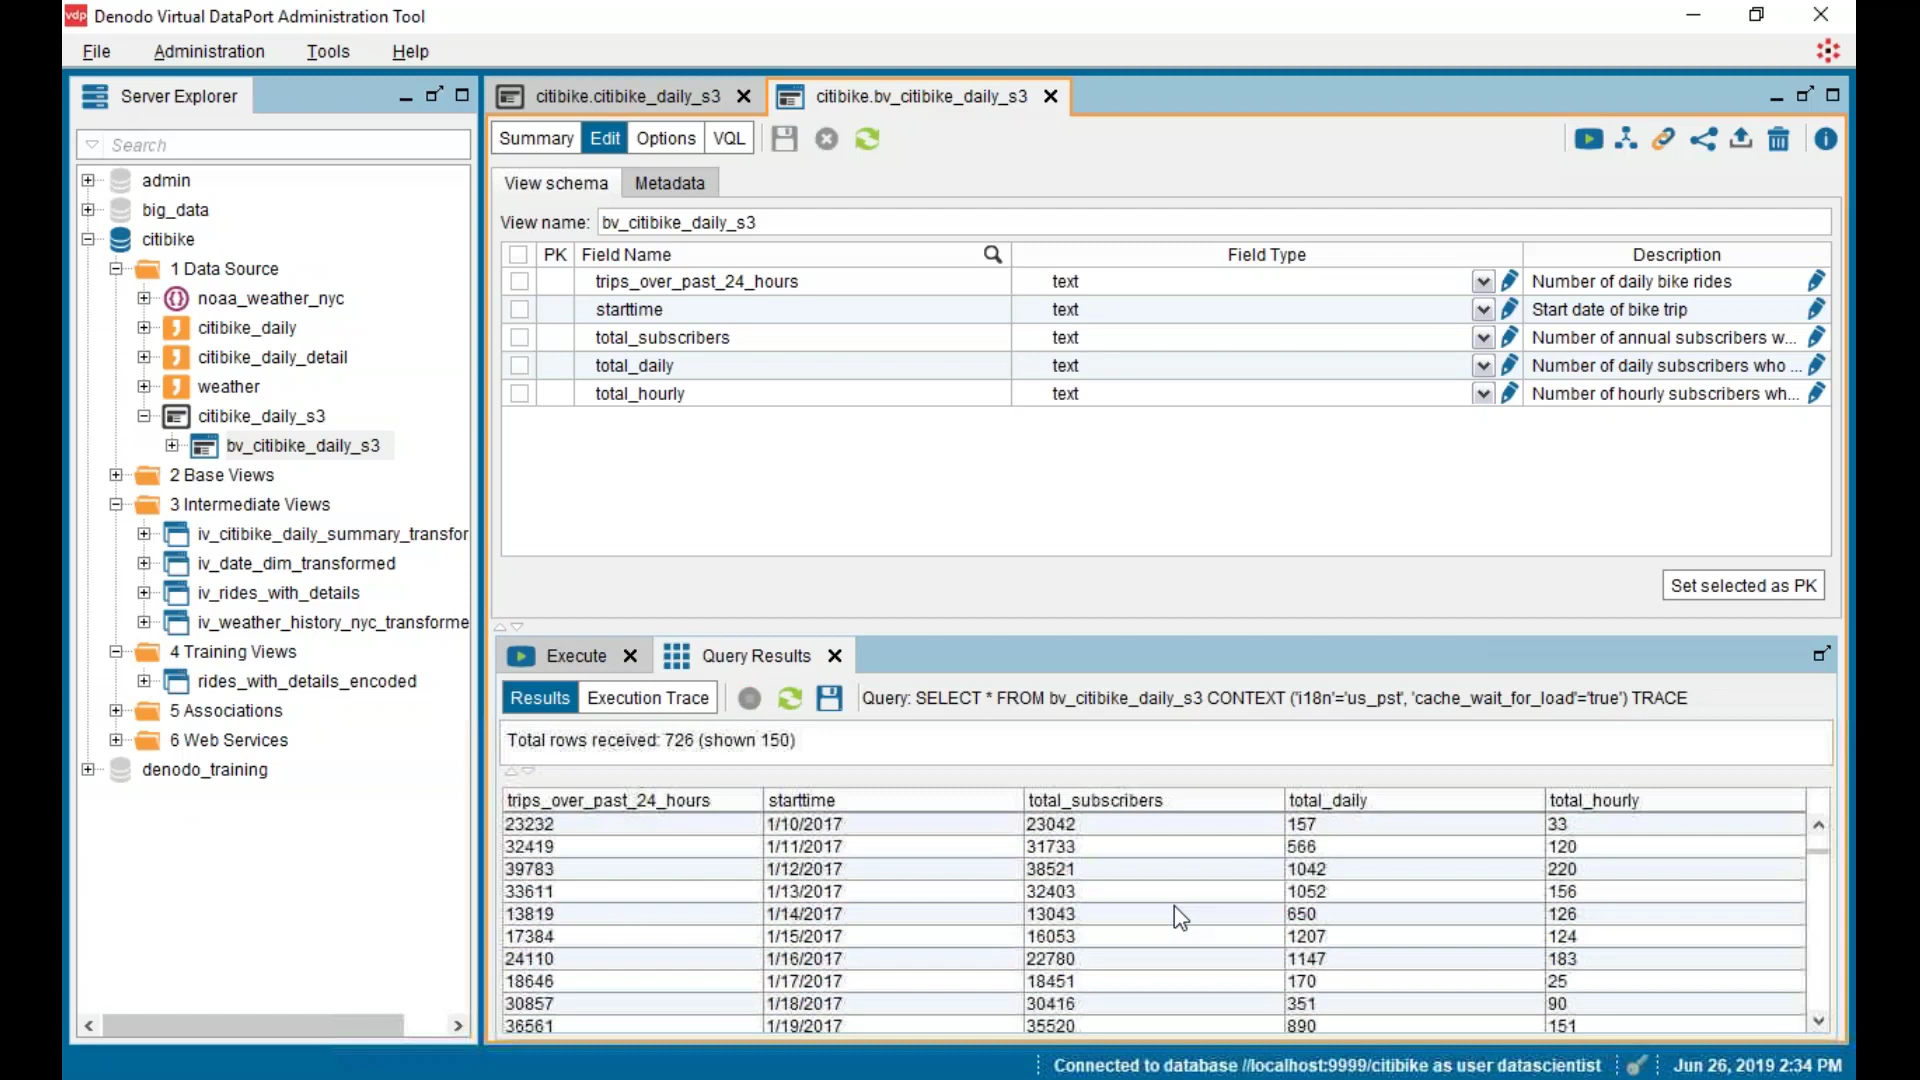 vdp Denodo Virtual DataPort Administration Tool
File Administration Tools Help
Server Explorer
Search
admin
big_data
citibike
1 Data Source
noaa_weather_nyc
citibike_daily
citibike_daily_detail
weather
citibike_daily_s3
bv_citibike_daily_s3
2 Base Views
3 Intermediate Views
iv_citibike_daily_summary_transfor
iv_date_dim_transformed
iv_rides_with_details
iv_weather_history_nyc_transforme
4 Training Views
rides_with_details_encoded
5 Associations
6 Web Services
denodo_training
citibike.citibike_daily_s3 citibike.bv_citibike_daily_s3
Summary Edit Options VQL
View schema Metadata
View name: bv_citibike_daily_s3
PK Field Name Field Type Description
trips_over_past_24_hours text Number of daily bike rides
starttime text Start date of bike trip
total_subscribers text Number of annual subscribers w...
total_daily text Number of daily subscribers who ...
total_hourly text Number of hourly subscribers wh...
Set selected as PK
Execute Query Results
Results Execution Trace Query: SELECT * FROM bv_citibike_daily_s3 CONTEXT ('i18n'='us_pst', 'cache_wait_for_load'='true') TRACE
Total rows received: 726 (shown 150)
trips_over_past_24_hours starttime total_subscribers total_daily total_hourly
23232 1/10/2017 23042 157 33
32419 1/11/2017 31733 566 120
39783 1/12/2017 38521 1042 220
33611 1/13/2017 32403 1052 156
13819 1/14/2017 13043 650 126
17384 1/15/2017 16053 1207 124
24110 1/16/2017 22780 1147 183
18646 1/17/2017 18451 170 25
30857 1/18/2017 30416 351 90
36561 1/19/2017 35520 890 151
Connected to database //localhost:9999/citibike as user datascientist Jun 26, 2019 2:34 PM